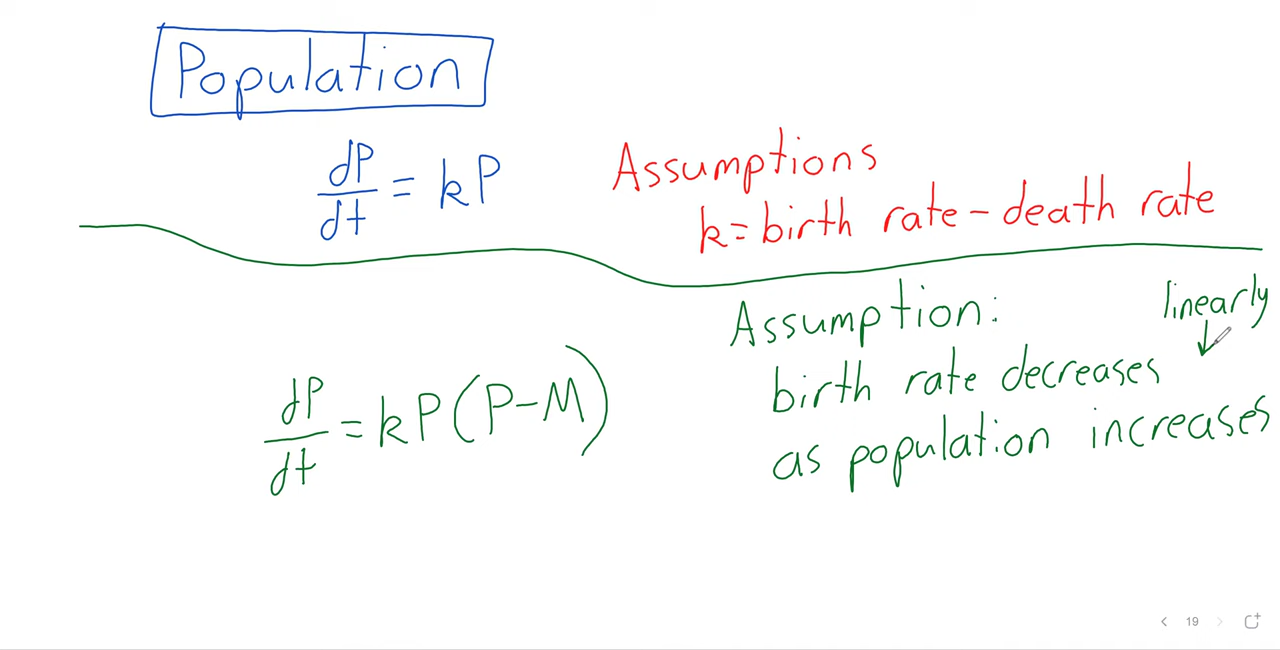 Population
dP/dt = kP
Assumptions
k = birth rate - death rate
Assumption:
linearly
birth rate decreases
as population increases
dP/dt = kP(P-M)
19